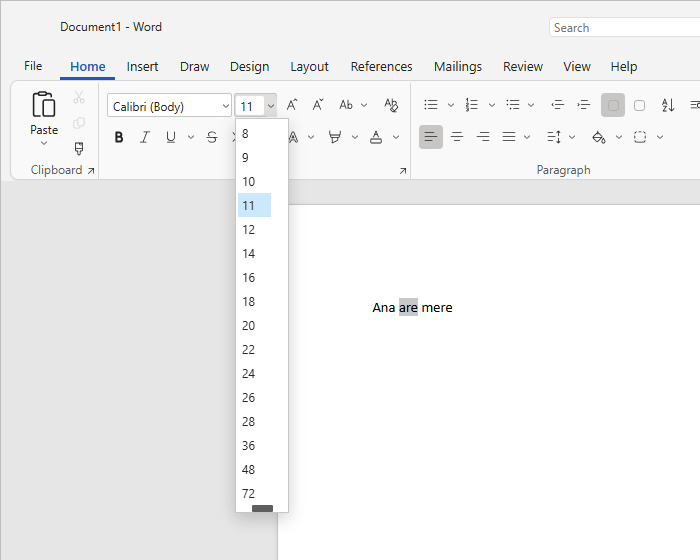 Document1 - Word
Search
File Home Insert Draw Design Layout References Mailings Review View Help
Calibri (Body) 11
Paste
Clipboard
Paragraph
8
9
10
11
12
14
16
18
20
22
24
26
28
36
48
72
Ana are mere